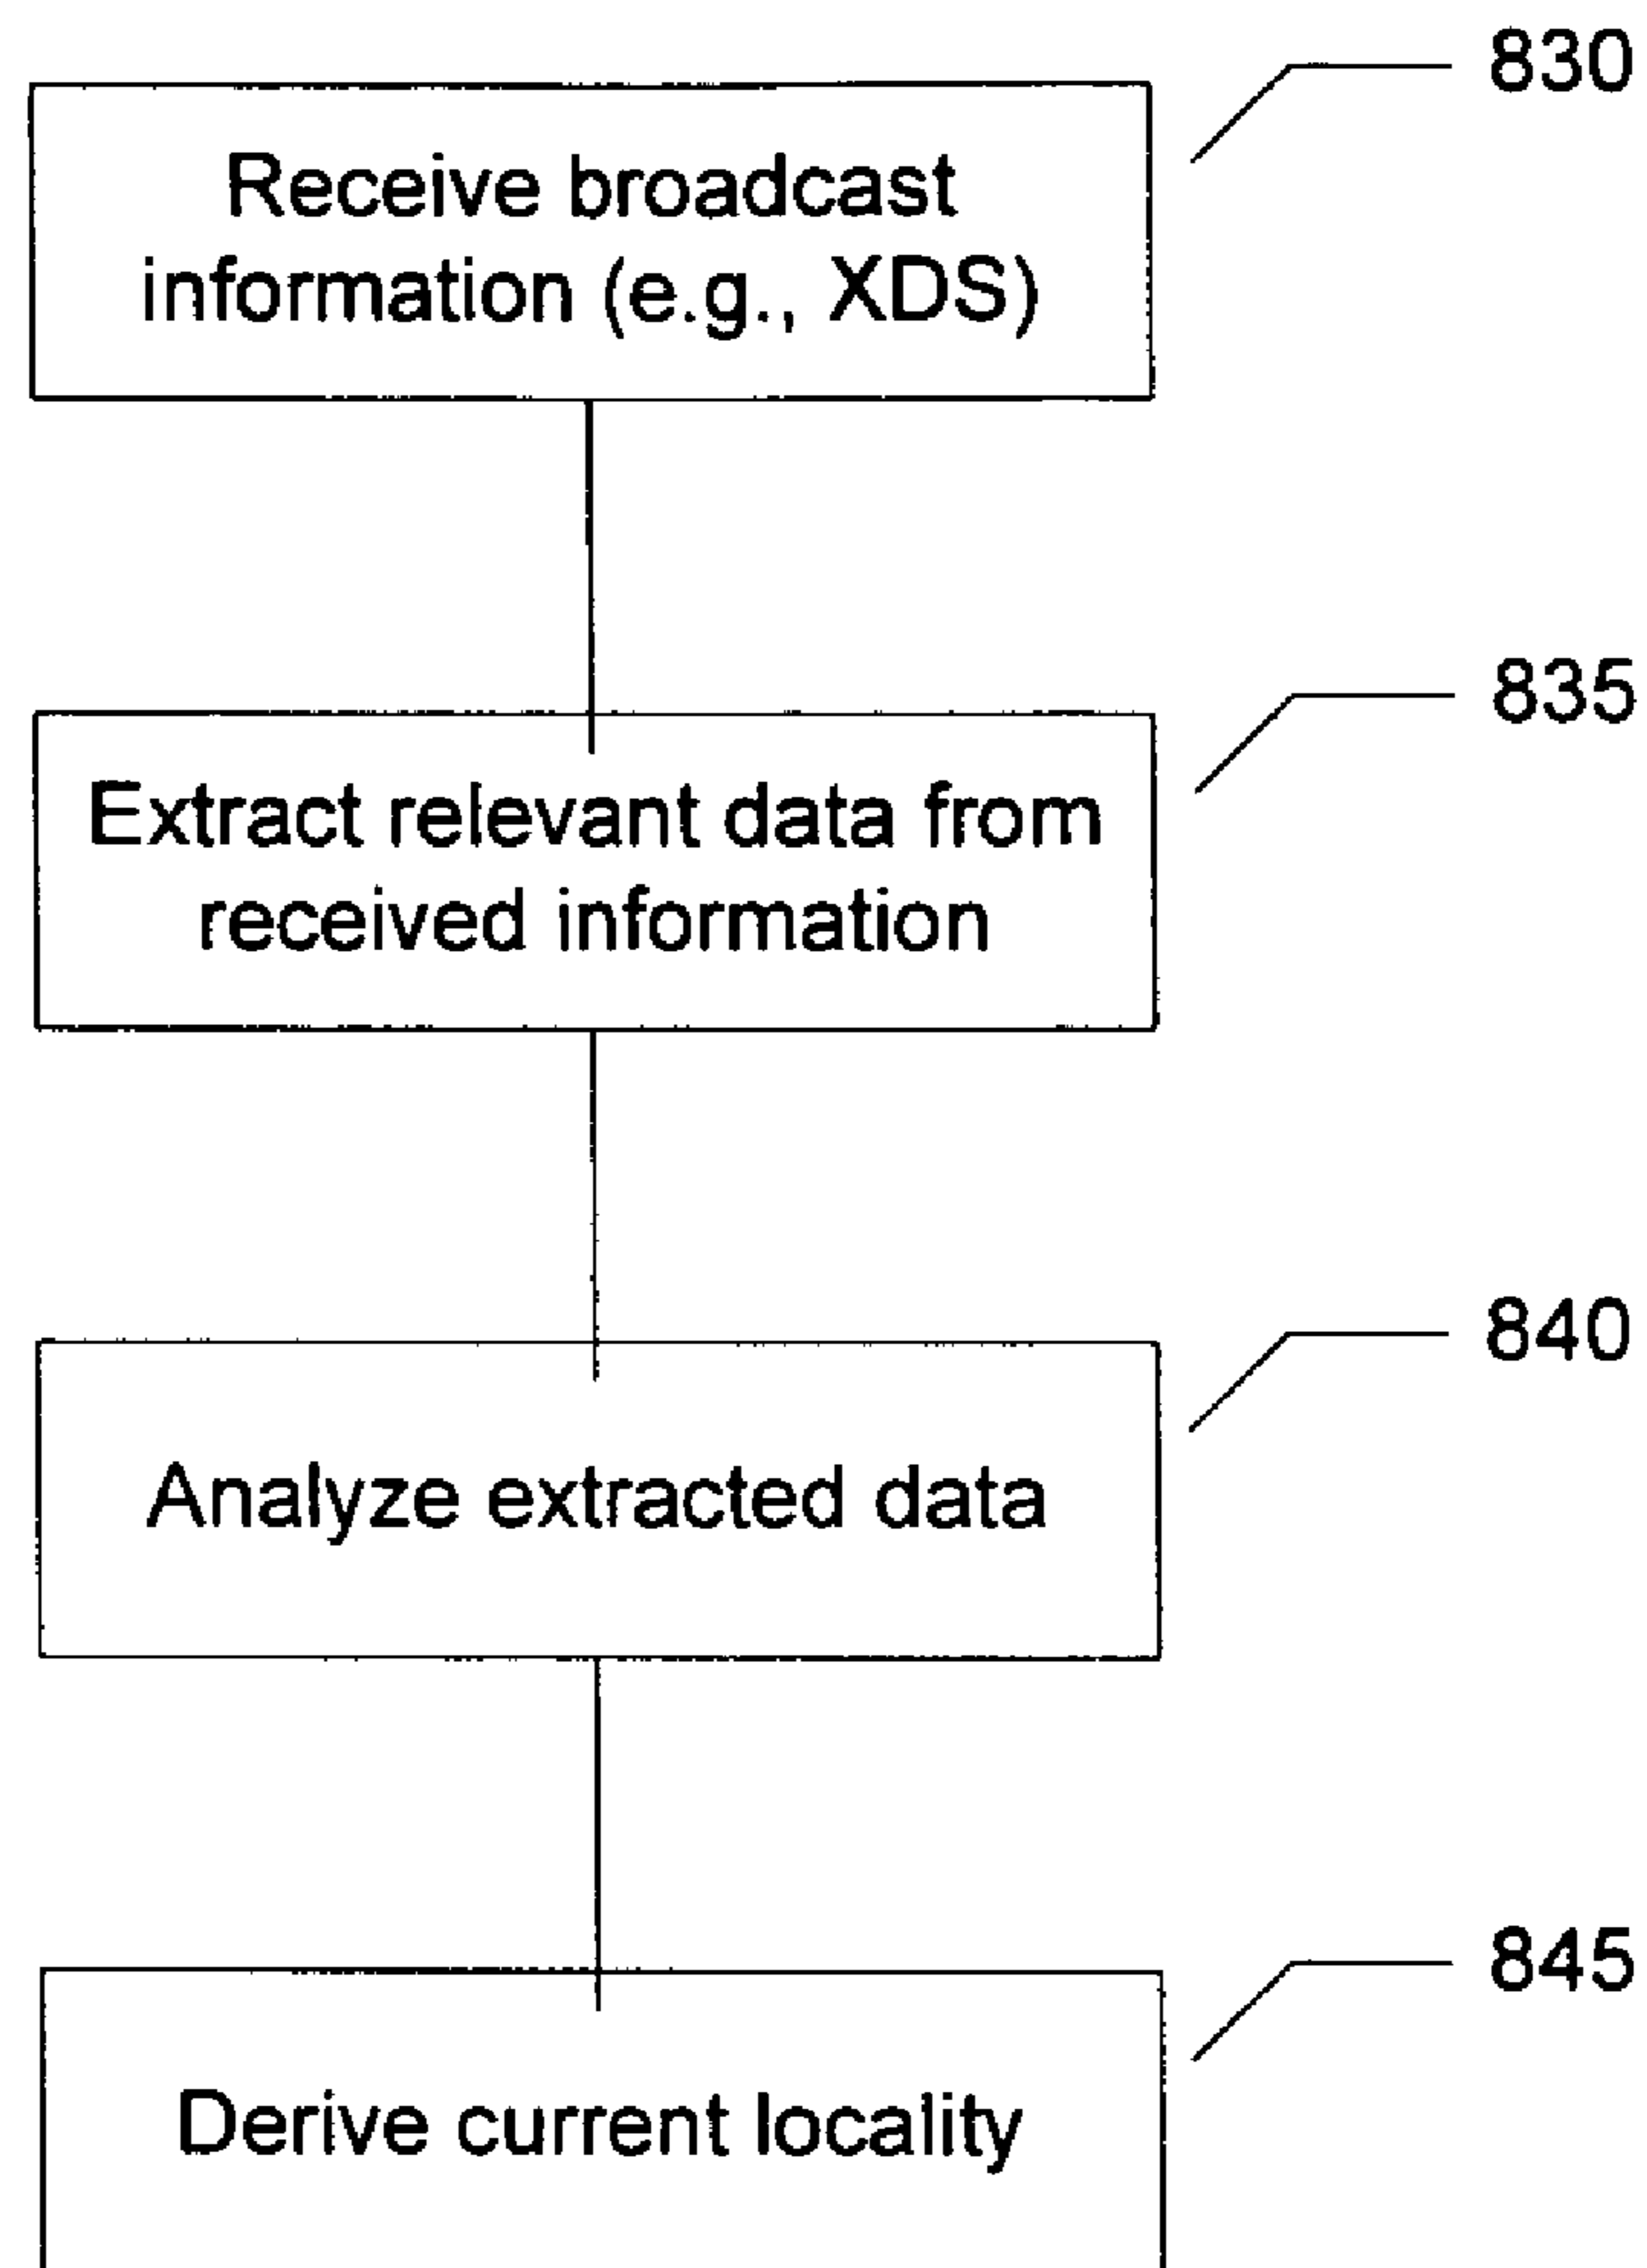 830
Receive broadcast
information (e.g., XDS)
835
Extract relevant data from
received information
840
Analyze extracted data
845
Derive current locality